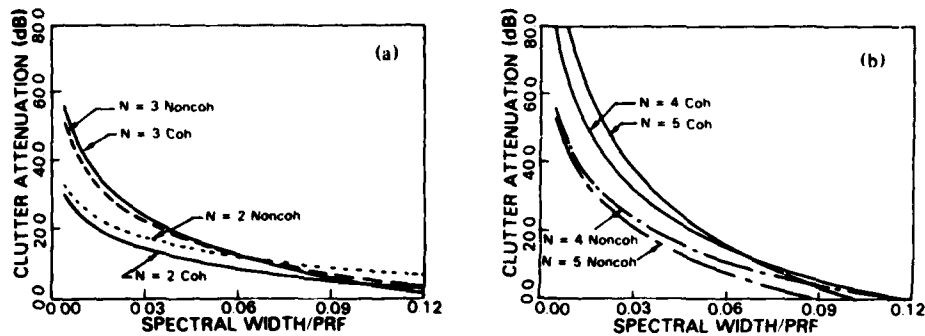 CLUTTER ATTENUATION (dB)
80.0
60.0
40.0
20.0
0.0
(a)
N = 3 Noncoh
N = 3 Coh
N = 2 Noncoh
N = 2 Coh
0.00 0.03 0.06 0.09 0.12
SPECTRAL WIDTH/PRF
CLUTTER ATTENUATION (dB)
80.0
60.0
40.0
20.0
0.0
(b)
N = 4 Coh
N = 5 Coh
N = 4 Noncoh
N = 5 Noncoh
0.00 0.03 0.06 0.09 0.12
SPECTRAL WIDTH/PRF